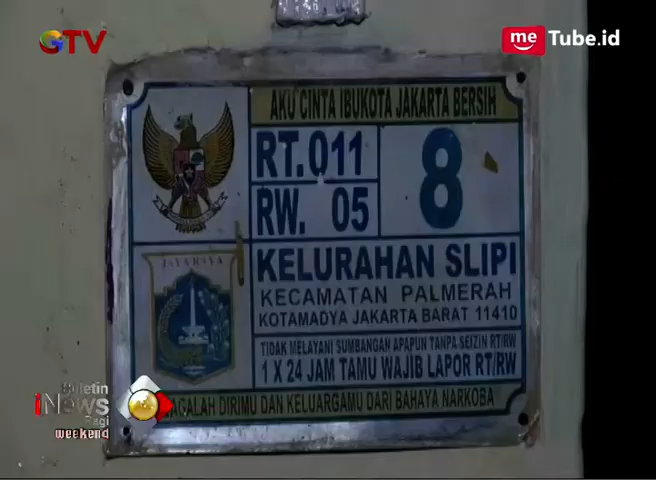 GTV
me Tube.id
AKU CINTA IBUKOTA JAKARTA BERSIH
RT. 011
RW. 05
8
KELURAHAN SLIPI
JAYA RAYA
KECAMATAN PALMERAH
KOTAMADYA JAKARTA BARAT 11410
TIDAK MELAYANI SUMBANGAN APAPUN TANPA SEIZIN RT/RW
1 X 24 JAM TAMU WAJIB LAPOR RT/RW
DIRIMU DAN KELUARGAMU DARI BAHAYA NARKOBA
Buletin
iNews
Pagi
weekend